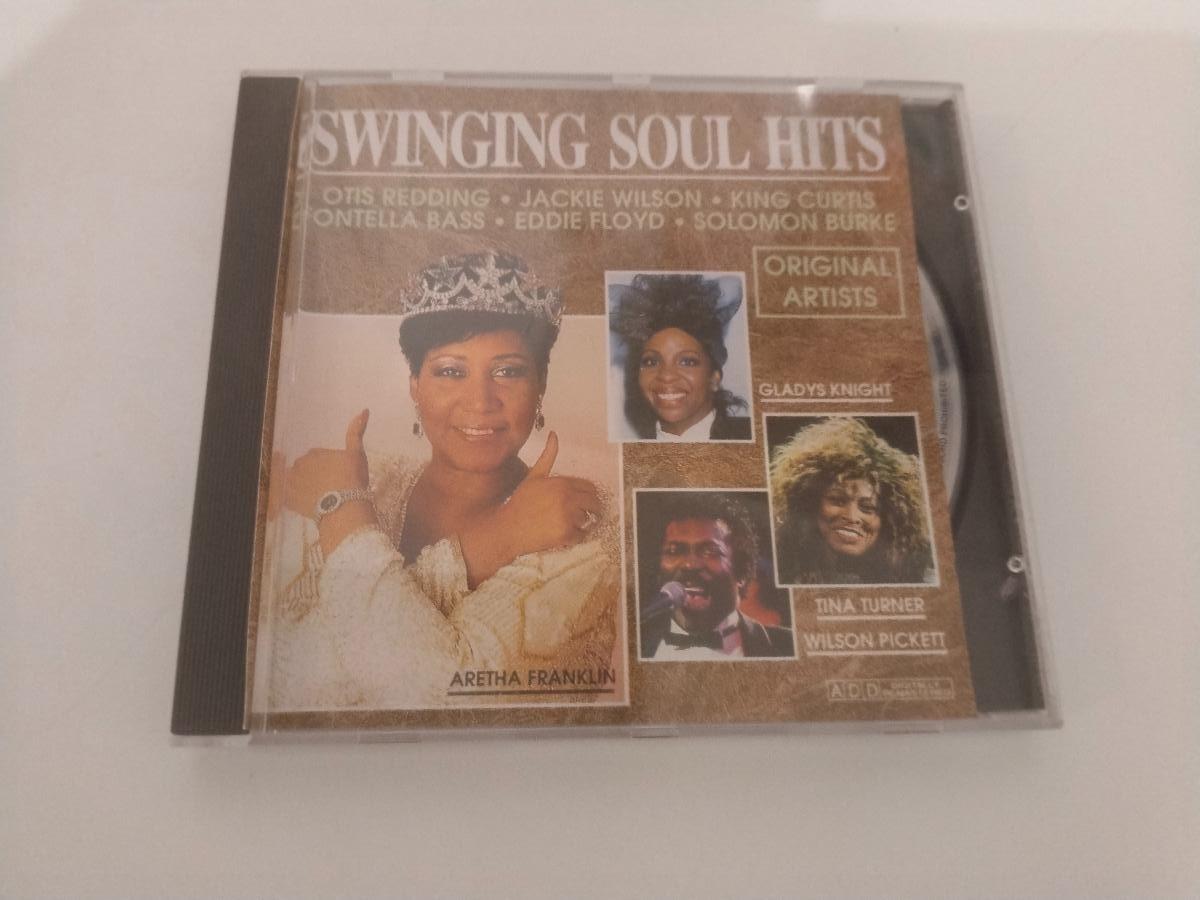 SWINGING SOUL HITS
OTIS REDDING • JACKIE WILSON • KING CURTIS
FONTELLA BASS • EDDIE FLOYD • SOLOMON BURKE
ORIGINAL
ARTISTS
GLADYS KNIGHT
TINA TURNER
WILSON PICKETT
ARETHA FRANKLIN
ADD
PROHIBITED